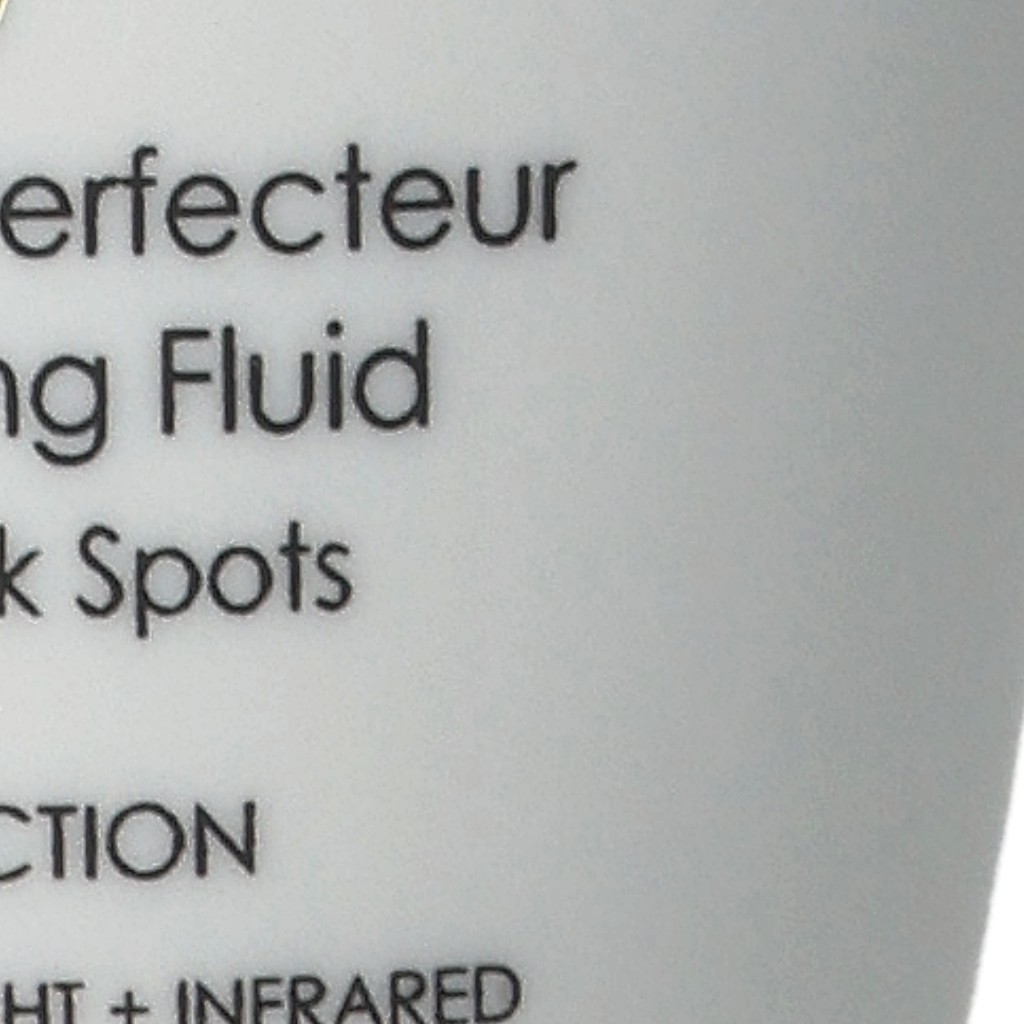 erfecteur
ng Fluid
k Spots
CTION
HT + INFRARED